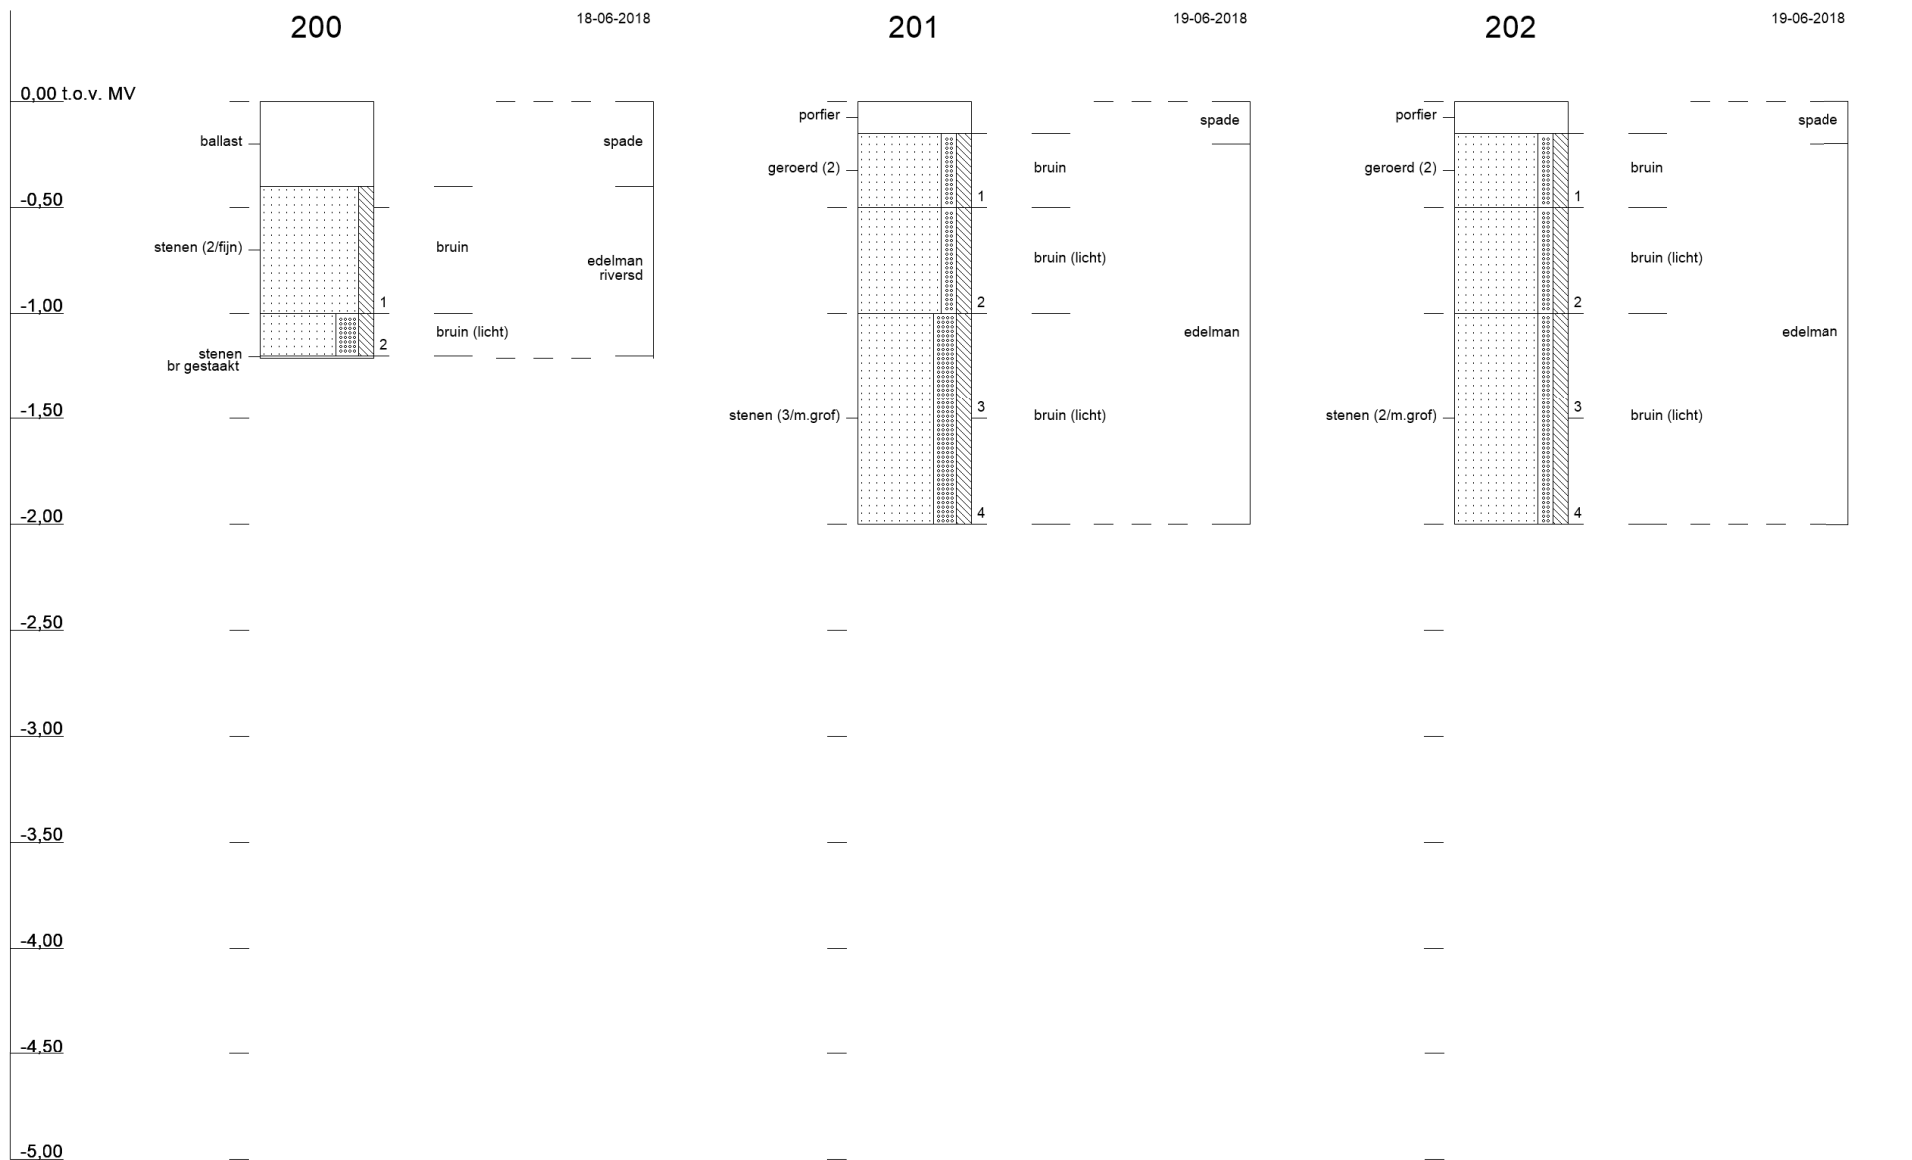 200
18-06-2018
201
19-06-2018
202
19-06-2018
0,00 t.o.v. MV
-0,50
-1,00
-1,50
-2,00
-2,50
-3,00
-3,50
-4,00
-4,50
-5,00
ballast
stenen (2/fijn)
stenen
br gestaakt
1
2
bruin
bruin (licht)
spade
edelman
riversd
porfier
geroerd (2)
stenen (3/m.grof)
1
2
3
4
bruin
bruin (licht)
bruin (licht)
spade
edelman
porfier
geroerd (2)
stenen (2/m.grof)
1
2
3
4
bruin
bruin (licht)
bruin (licht)
spade
edelman